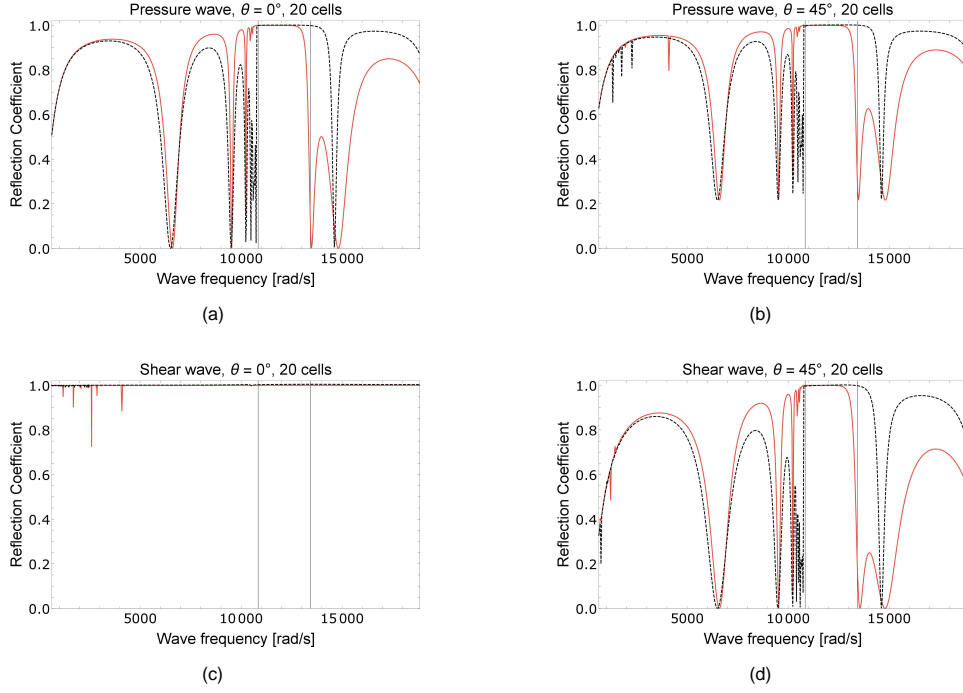 Pressure wave, θ = 0°, 20 cells
Reflection Coefficient
1.0
0.8
0.6
0.4
0.2
0.0
5000
10000
15000
Wave frequency [rad/s]
(a)
Pressure wave, θ = 45°, 20 cells
Reflection Coefficient
1.0
0.8
0.6
0.4
0.2
0.0
5000
10000
15000
Wave frequency [rad/s]
(b)
Shear wave, θ = 0°, 20 cells
Reflection Coefficient
1.0
0.8
0.6
0.4
0.2
0.0
5000
10000
15000
Wave frequency [rad/s]
(c)
Shear wave, θ = 45°, 20 cells
Reflection Coefficient
1.0
0.8
0.6
0.4
0.2
0.0
5000
10000
15000
Wave frequency [rad/s]
(d)